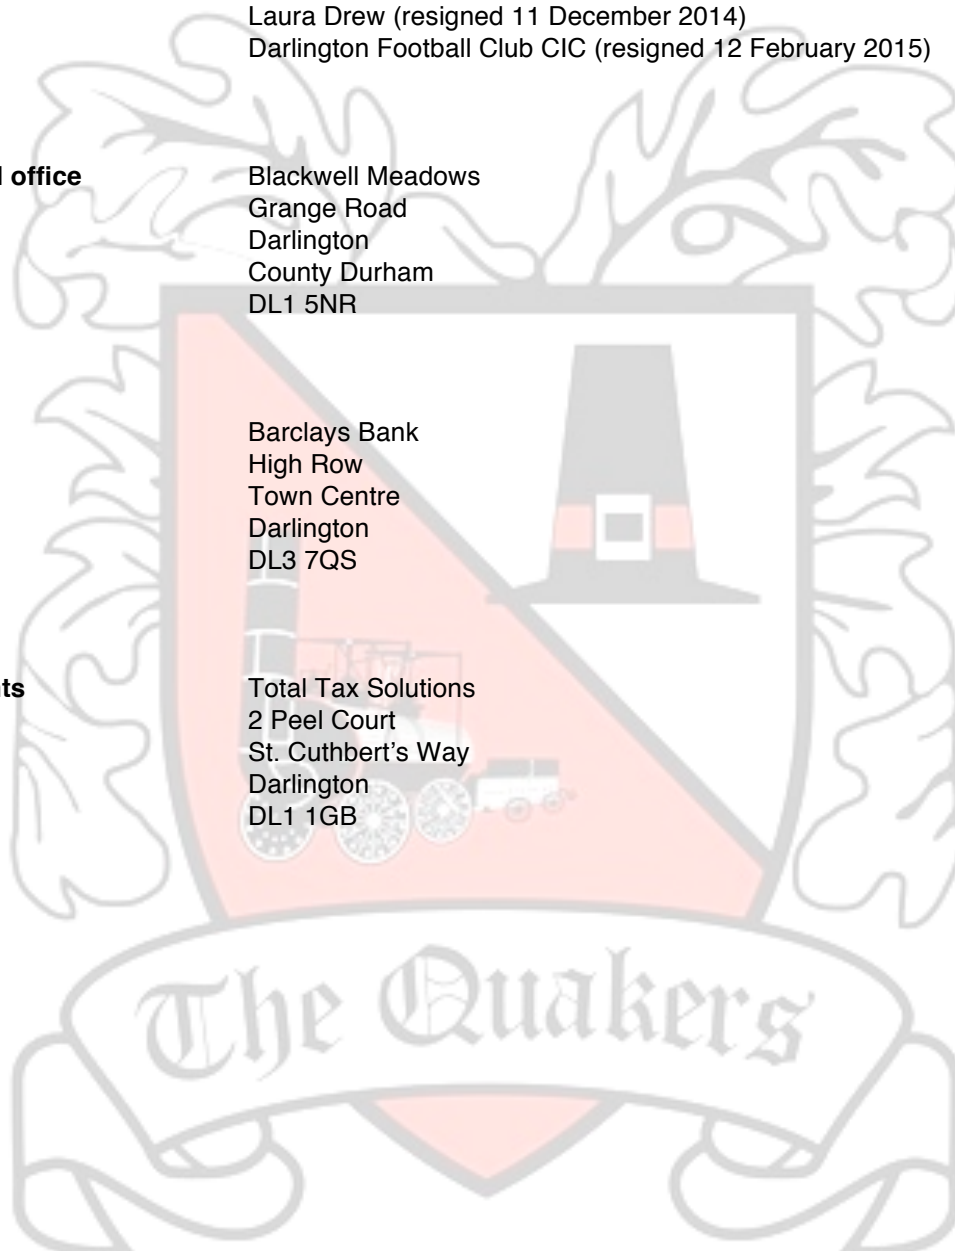 Laura Drew (resigned 11 December 2014)
Darlington Football Club CIC (resigned 12 February 2015)
office Blackwell Meadows
Grange Road
Darlington
County Durham
DL1 5NR
Barclays Bank
High Row
Town Centre
Darlington
DL3 7QS
Total Tax Solutions
2 Peel Court
St. Cuthbert’s Way
Darlington
DL1 1GB
The Quakers